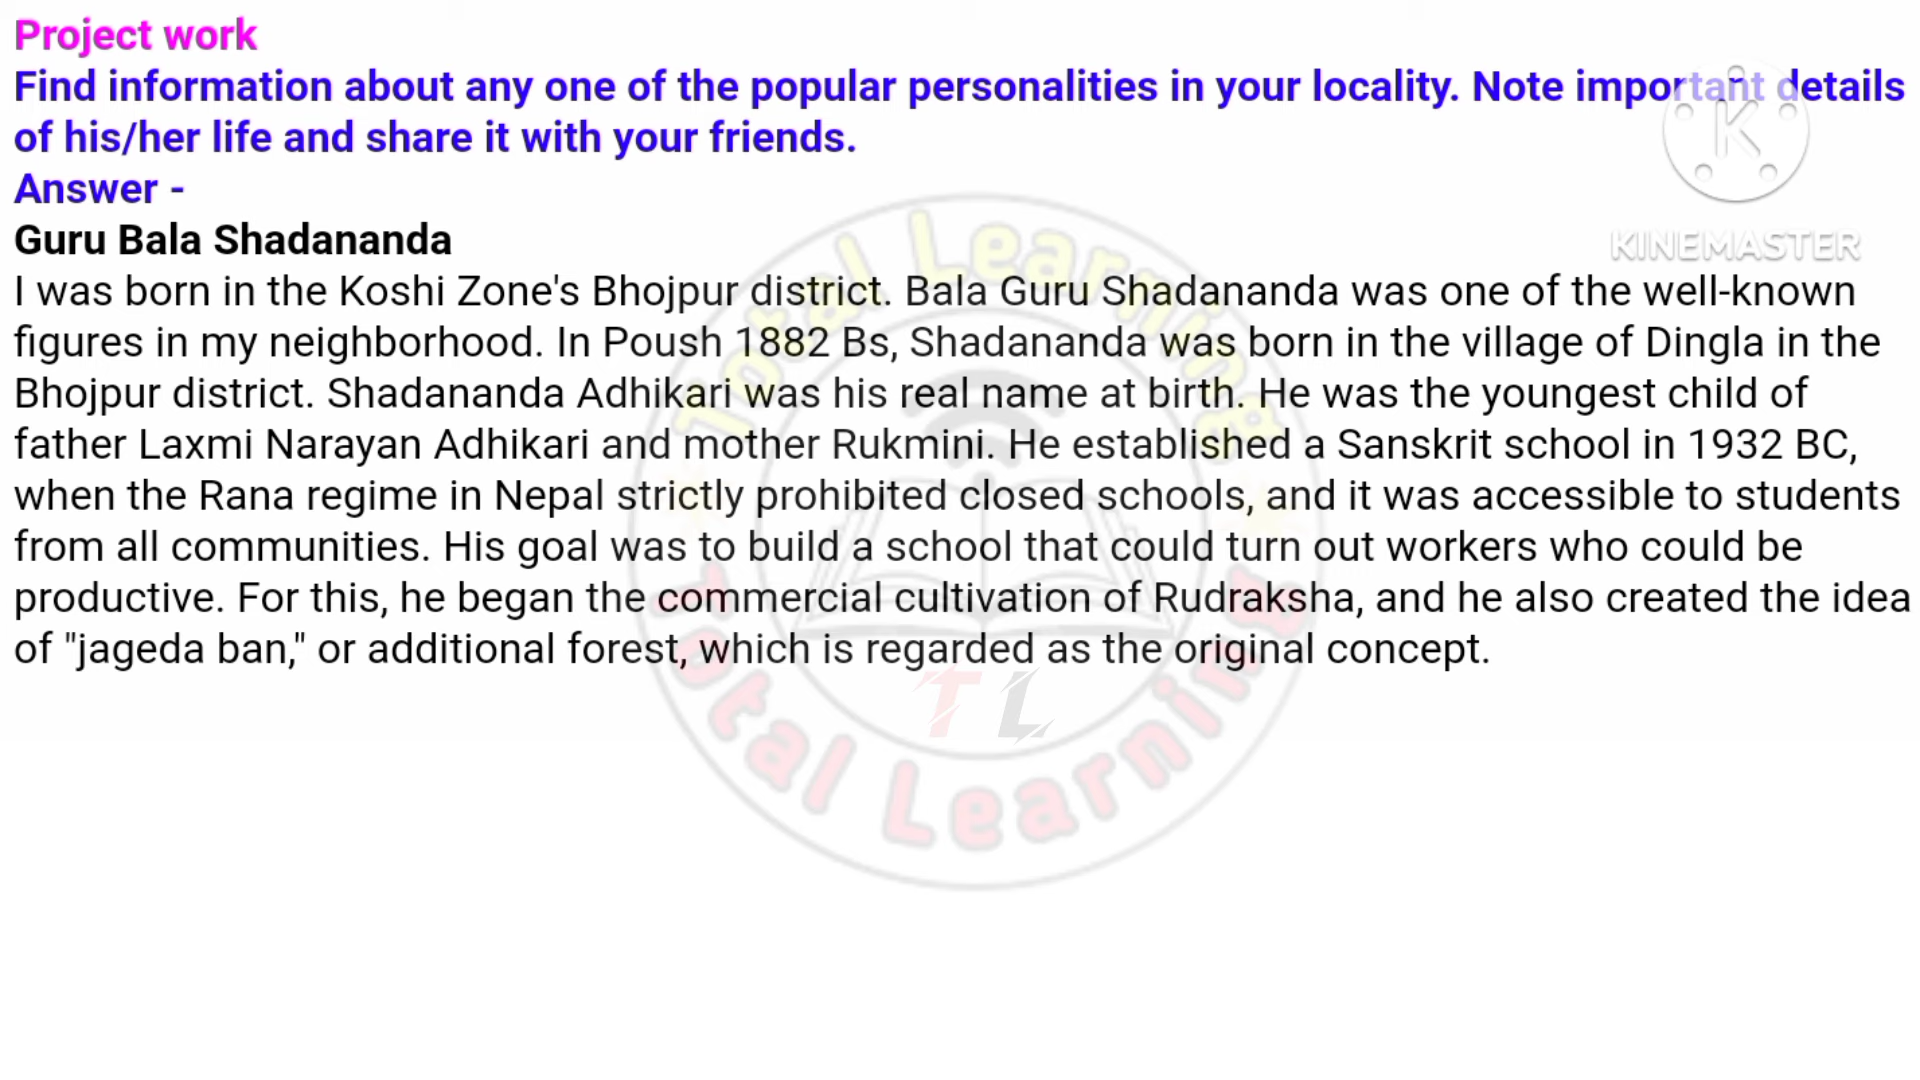 Project work
Find information about any one of the popular personalities in your locality. Note important details
of his/her life and share it with your friends.
Answer -
Guru Bala Shadananda
I was born in the Koshi Zone's Bhojpur district. Bala Guru Shadananda was one of the well-known
figures in my neighborhood. In Poush 1882 Bs, Shadananda was born in the village of Dingla in the
Bhojpur district. Shadananda Adhikari was his real name at birth. He was the youngest child of
father Laxmi Narayan Adhikari and mother Rukmini. He established a Sanskrit school in 1932 BC,
when the Rana regime in Nepal strictly prohibited closed schools, and it was accessible to students
from all communities. His goal was to build a school that could turn out workers who could be
productive. For this, he began the commercial cultivation of Rudraksha, and he also created the idea
of "jageda ban," or additional forest, which is regarded as the original concept.
K
KINEMASTER
Total Learning
TL
Total Learning